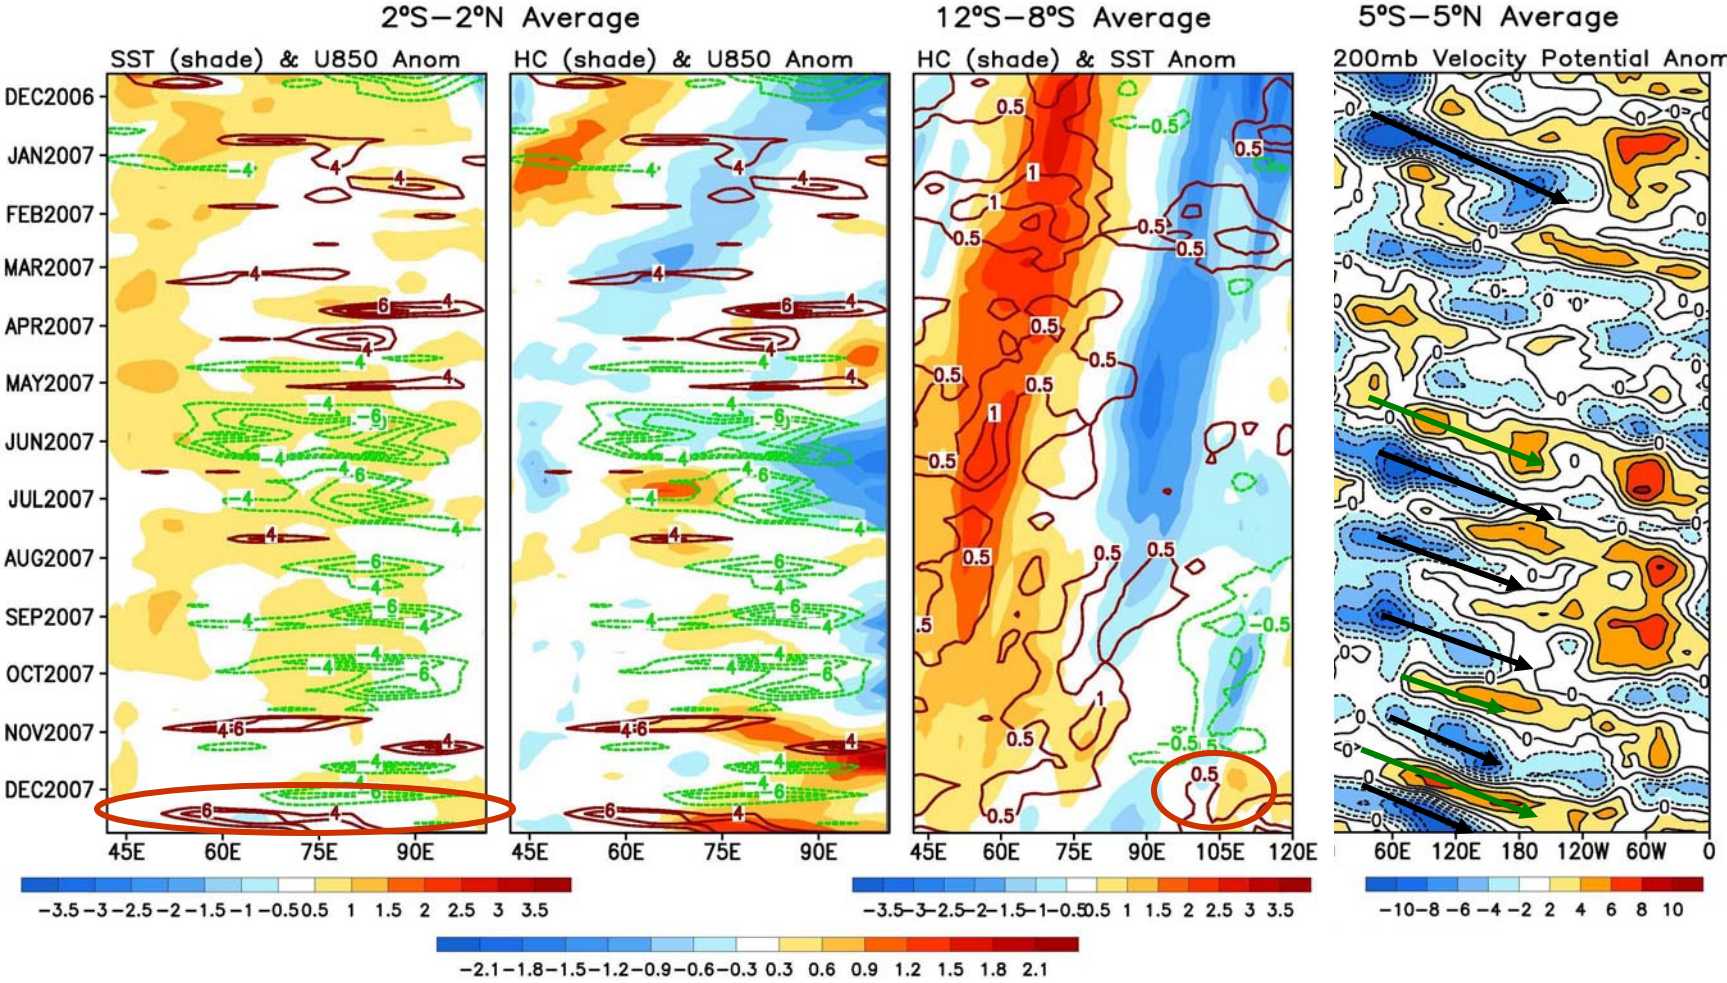 2°S−2°N Average
12°S−8°S Average
5°S−5°N Average
SST (shade) & U850 Anom
HC (shade) & U850 Anom
HC (shade) & SST Anom
200mb Velocity Potential Anom
DEC2006
JAN2007
FEB2007
MAR2007
APR2007
MAY2007
JUN2007
JUL2007
AUG2007
SEP2007
OCT2007
NOV2007
DEC2007
45E 60E 75E 90E
45E 60E 75E 90E
45E 60E 75E 90E 105E 120E
60E 120E 180 120W 60W 0
−3.5 −3 −2.5 −2 −1.5 −1 −0.5 0.5 1 1.5 2 2.5 3 3.5
−3.5 −3 −2.5 −2 −1.5 −1 −0.5 0.5 1 1.5 2 2.5 3 3.5
−10 −8 −6 −4 −2 2 4 6 8 10
−2.1 −1.8 −1.5 −1.2 −0.9 −0.6 −0.3 0.3 0.6 0.9 1.2 1.5 1.8 2.1